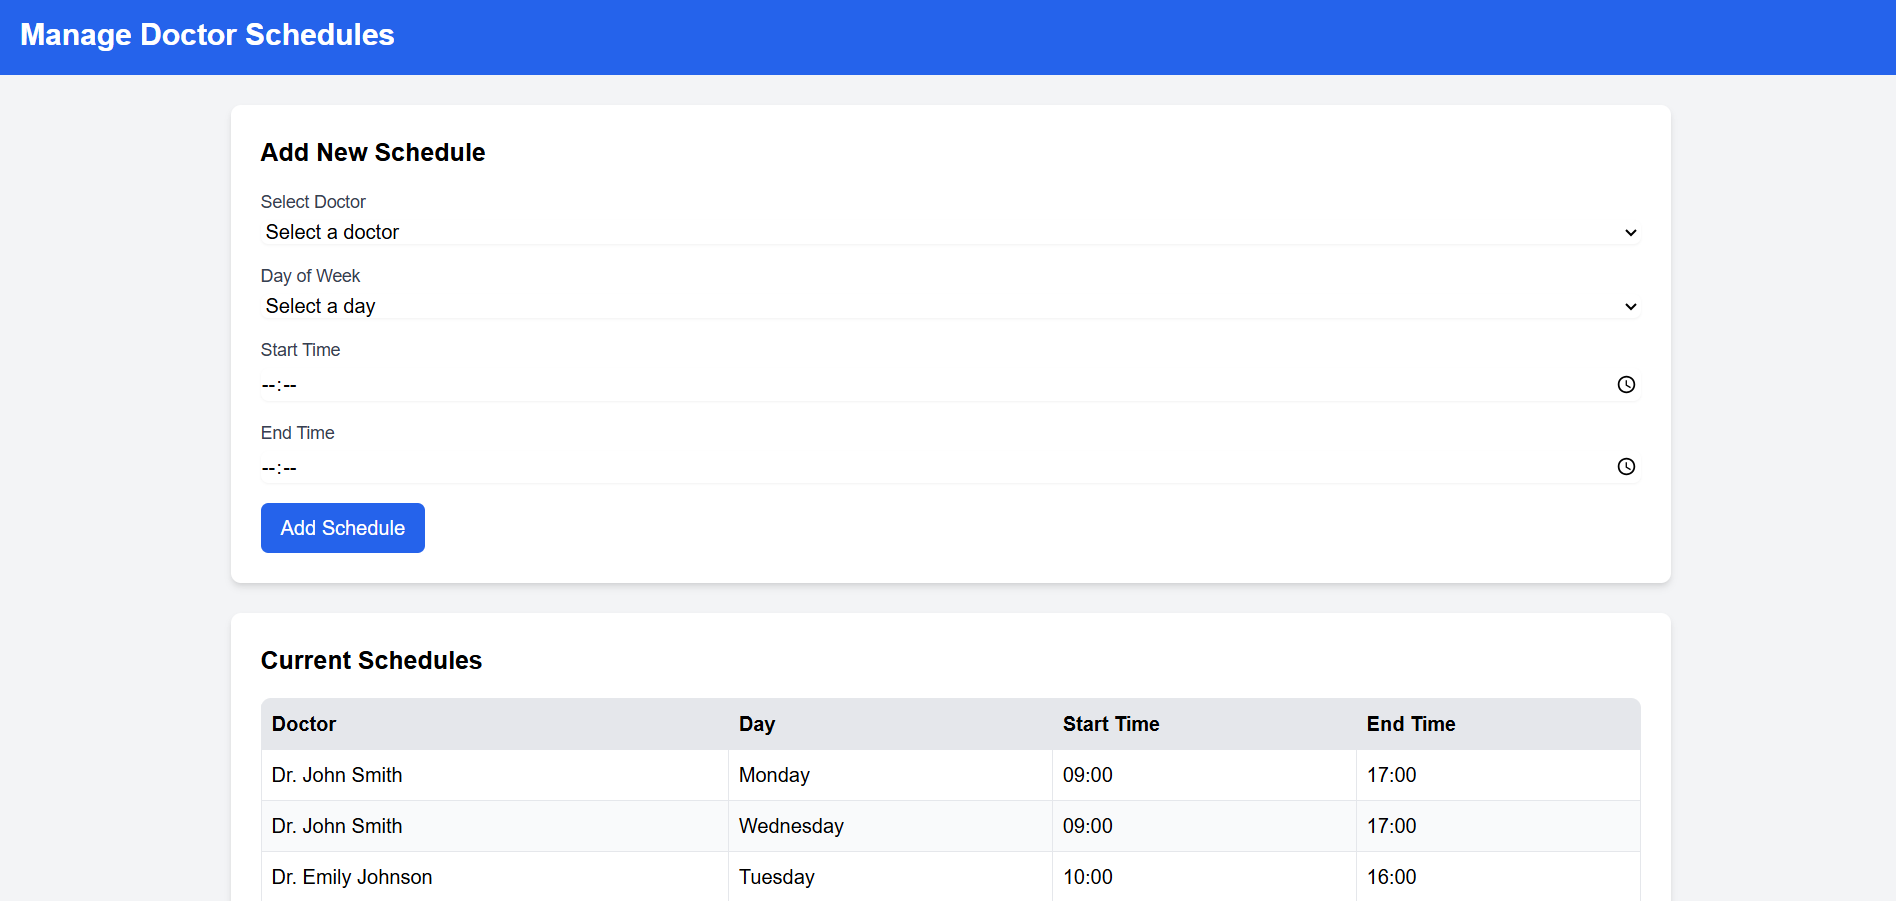 Manage Doctor Schedules
Add New Schedule
Select Doctor
Select a doctor
Day of Week
Select a day
Start Time
--:--
End Time
--:--
Add Schedule
Current Schedules
Doctor Day Start Time End Time
Dr. John Smith Monday 09:00 17:00
Dr. John Smith Wednesday 09:00 17:00
Dr. Emily Johnson Tuesday 10:00 16:00